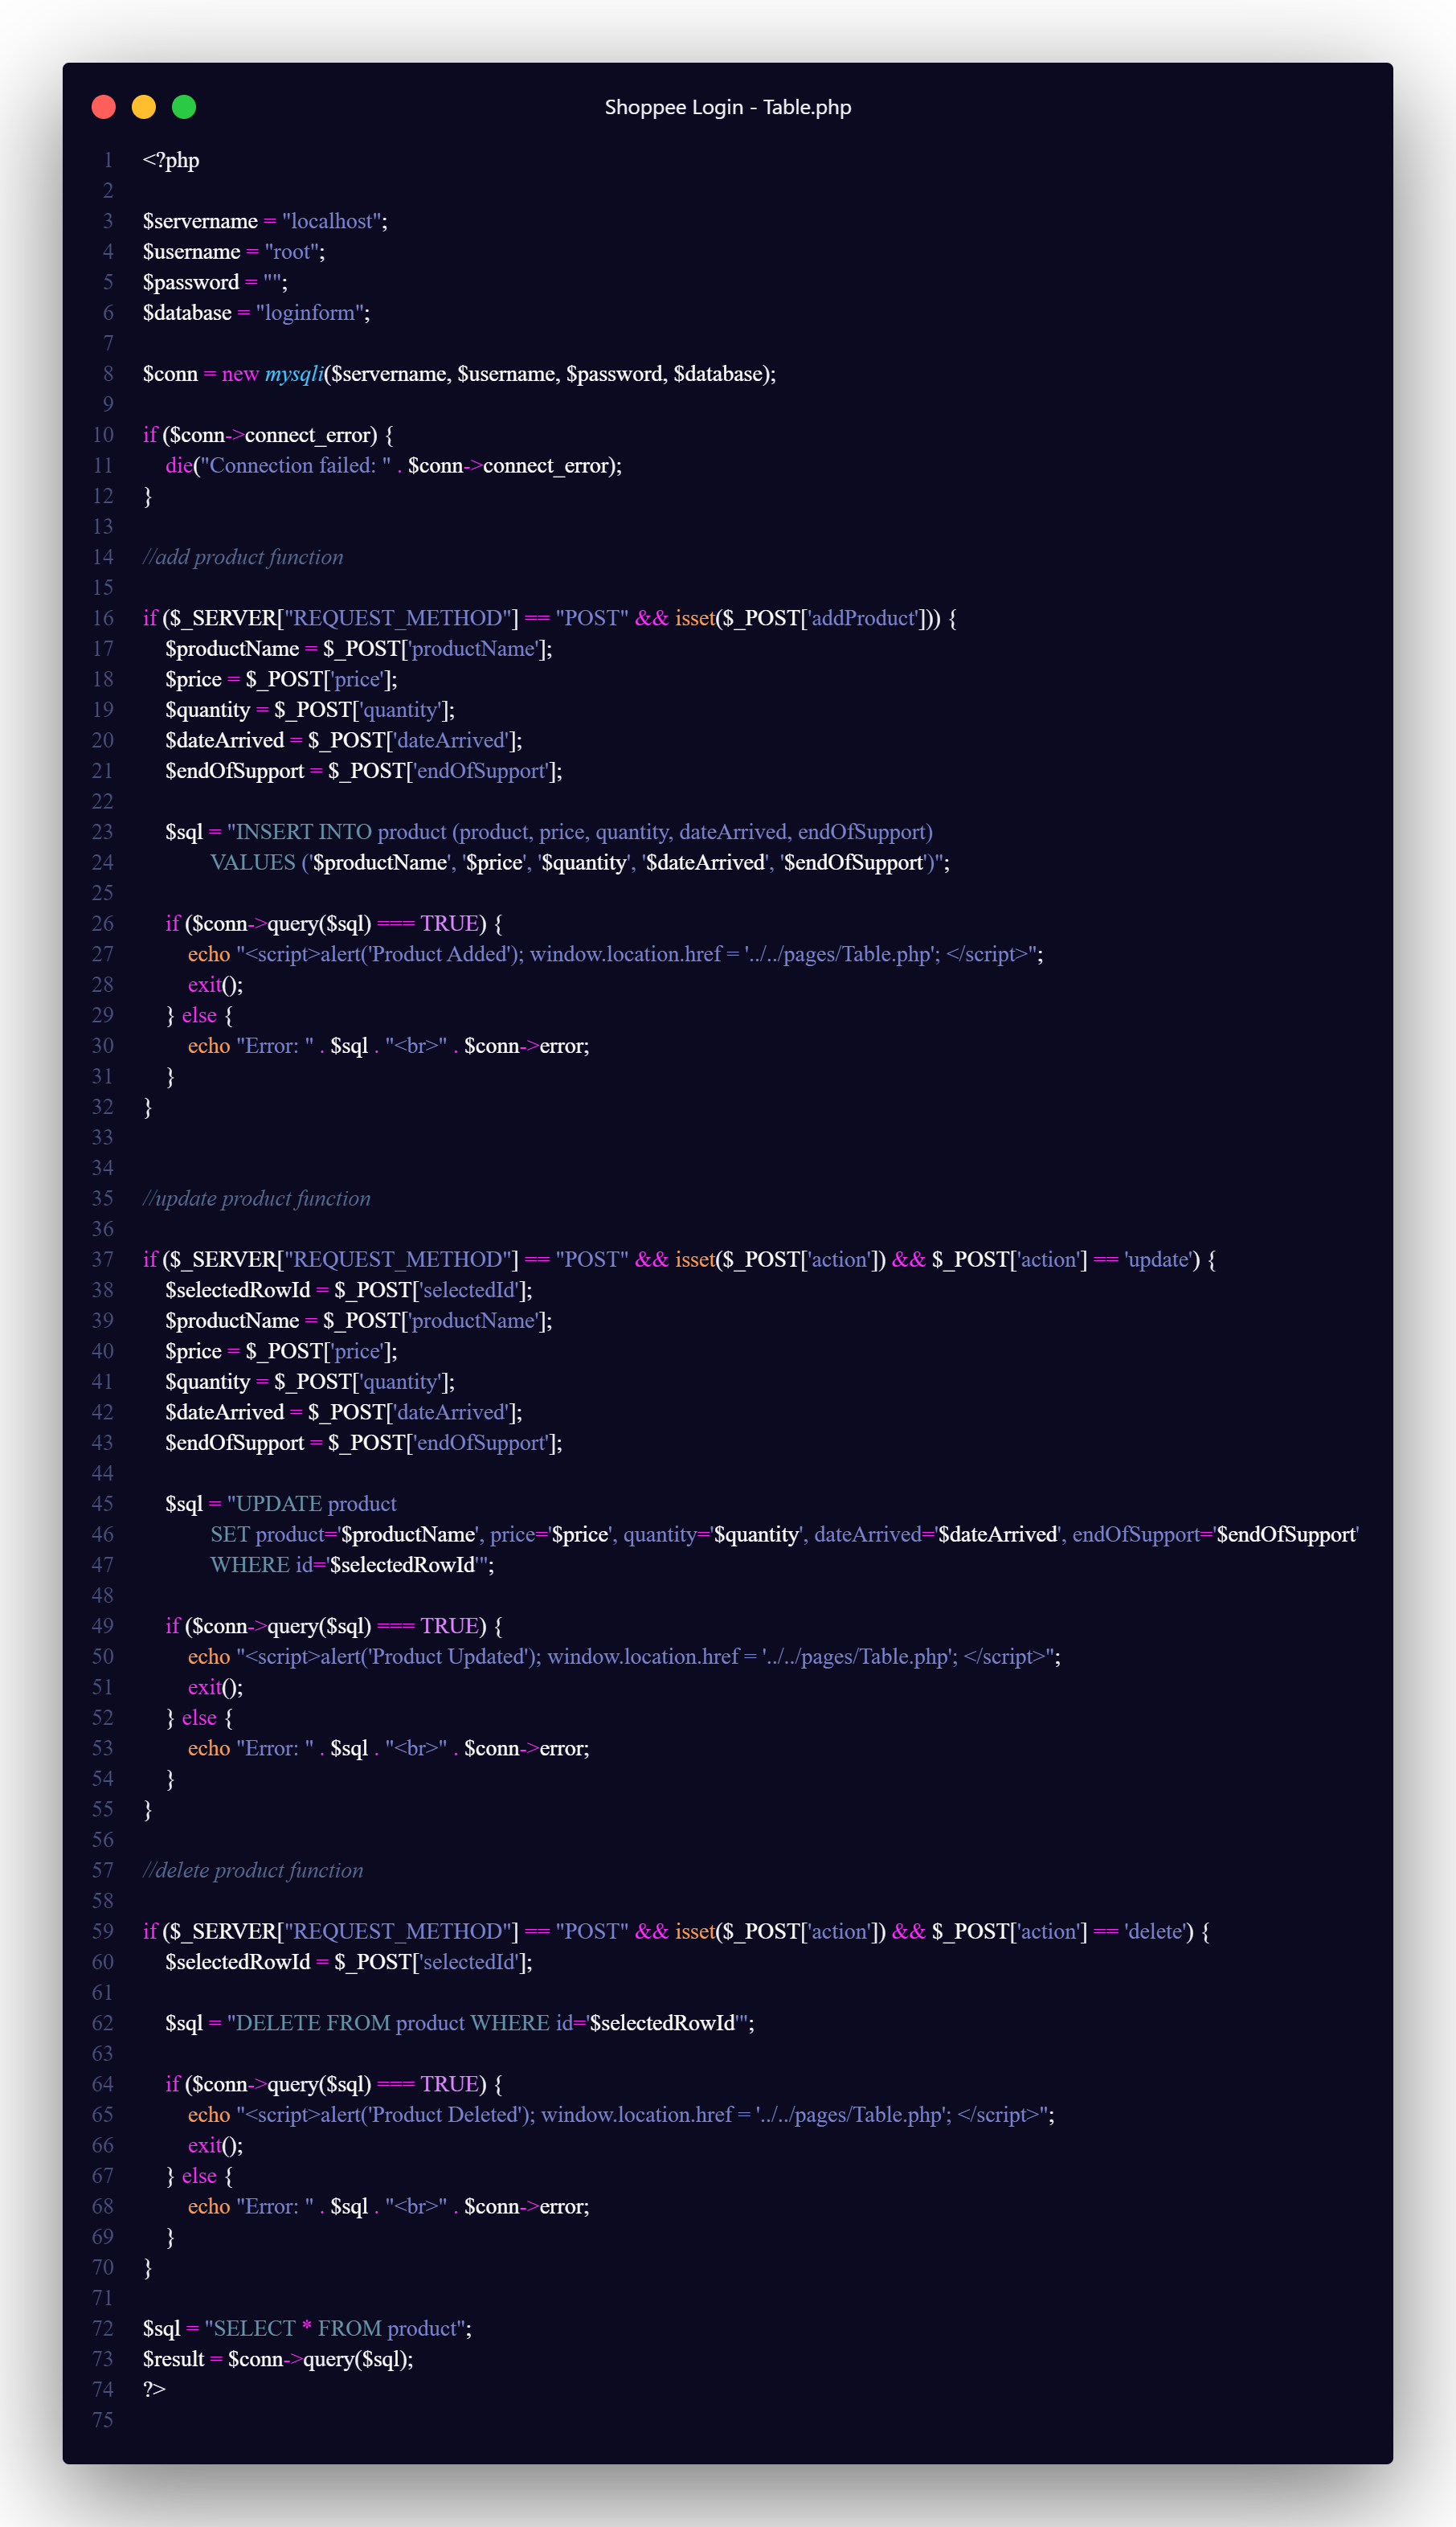 Shoppee Login - Table.php
1 <?php
2
3 $servername = "localhost";
4 $username = "root";
5 $password = "";
6 $database = "loginform";
7
8 $conn = new mysqli($servername, $username, $password, $database);
9
10 if ($conn->connect_error) {
11     die("Connection failed: " . $conn->connect_error);
12 }
13
14 //add product function
15
16 if ($_SERVER["REQUEST_METHOD"] == "POST" && isset($_POST['addProduct'])) {
17     $productName = $_POST['productName'];
18     $price = $_POST['price'];
19     $quantity = $_POST['quantity'];
20     $dateArrived = $_POST['dateArrived'];
21     $endOfSupport = $_POST['endOfSupport'];
22
23     $sql = "INSERT INTO product (product, price, quantity, dateArrived, endOfSupport)
24             VALUES ('$productName', '$price', '$quantity', '$dateArrived', '$endOfSupport')";
25
26     if ($conn->query($sql) === TRUE) {
27         echo "<script>alert('Product Added'); window.location.href = '../../pages/Table.php'; </script>";
28         exit();
29     } else {
30         echo "Error: " . $sql . "<br>" . $conn->error;
31     }
32 }
33
34
35 //update product function
36
37 if ($_SERVER["REQUEST_METHOD"] == "POST" && isset($_POST['action']) && $_POST['action'] == 'update') {
38     $selectedRowId = $_POST['selectedId'];
39     $productName = $_POST['productName'];
40     $price = $_POST['price'];
41     $quantity = $_POST['quantity'];
42     $dateArrived = $_POST['dateArrived'];
43     $endOfSupport = $_POST['endOfSupport'];
44
45     $sql = "UPDATE product
46             SET product='$productName', price='$price', quantity='$quantity', dateArrived='$dateArrived', endOfSupport='$endOfSupport'
47             WHERE id='$selectedRowId'";
48
49     if ($conn->query($sql) === TRUE) {
50         echo "<script>alert('Product Updated'); window.location.href = '../../pages/Table.php'; </script>";
51         exit();
52     } else {
53         echo "Error: " . $sql . "<br>" . $conn->error;
54     }
55 }
56
57 //delete product function
58
59 if ($_SERVER["REQUEST_METHOD"] == "POST" && isset($_POST['action']) && $_POST['action'] == 'delete') {
60     $selectedRowId = $_POST['selectedId'];
61
62     $sql = "DELETE FROM product WHERE id='$selectedRowId'";
63
64     if ($conn->query($sql) === TRUE) {
65         echo "<script>alert('Product Deleted'); window.location.href = '../../pages/Table.php'; </script>";
66         exit();
67     } else {
68         echo "Error: " . $sql . "<br>" . $conn->error;
69     }
70 }
71
72 $sql = "SELECT * FROM product";
73 $result = $conn->query($sql);
74 ?>
75